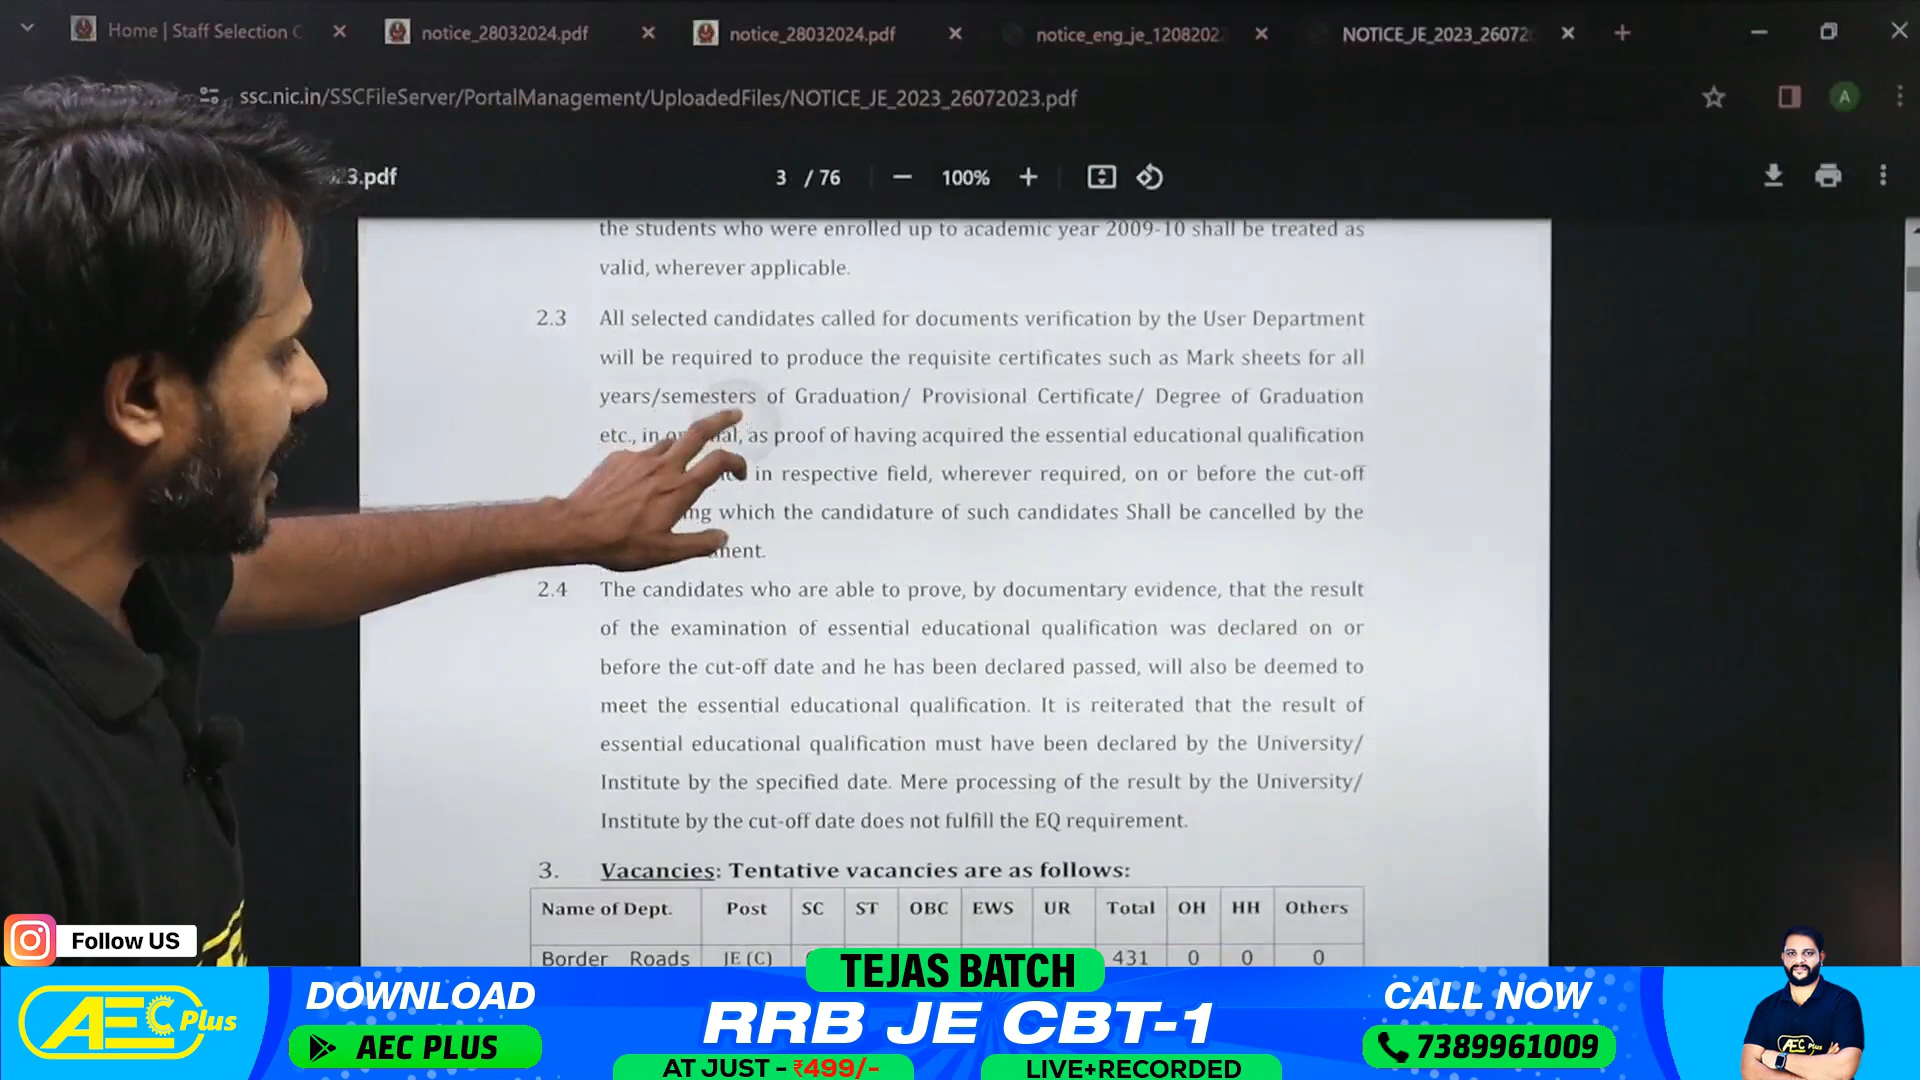 Home | Staff Selection C
notice_28032024.pdf
notice_28032024.pdf
notice_eng_je_1208202
NOTICE_JE_2023_26072
ssc.nic.in/SSCFileServer/PortalManagement/UploadedFiles/NOTICE_JE_2023_26072023.pdf
A
3.pdf
3 / 76
100%
the students who were enrolled up to academic year 2009-10 shall be treated as
valid, wherever applicable.
2.3 All selected candidates called for documents verification by the User Department
will be required to produce the requisite certificates such as Mark sheets for all
years/semesters of Graduation/ Provisional Certificate/ Degree of Graduation
etc., in as proof of having acquired the essential educational qualification
in respective field, wherever required, on or before the cut-off
which the candidature of such candidates Shall be cancelled by the
ment.
2.4 The candidates who are able to prove, by documentary evidence, that the result
of the examination of essential educational qualification was declared on or
before the cut-off date and he has been declared passed, will also be deemed to
meet the essential educational qualification. It is reiterated that the result of
essential educational qualification must have been declared by the University/
Institute by the specified date. Mere processing of the result by the University/
Institute by the cut-off date does not fulfill the EQ requirement.
3. Vacancies: Tentative vacancies are as follows:
Name of Dept. Post SC ST OBC EWS UR Total OH HH Others
Border Roads JE (C) 431 0 0 0
Follow US
AEC Plus
DOWNLOAD
AEC PLUS
TEJAS BATCH
RRB JE CBT-1
AT JUST - ₹499/-
LIVE+RECORDED
CALL NOW
7389961009
AEC Plus